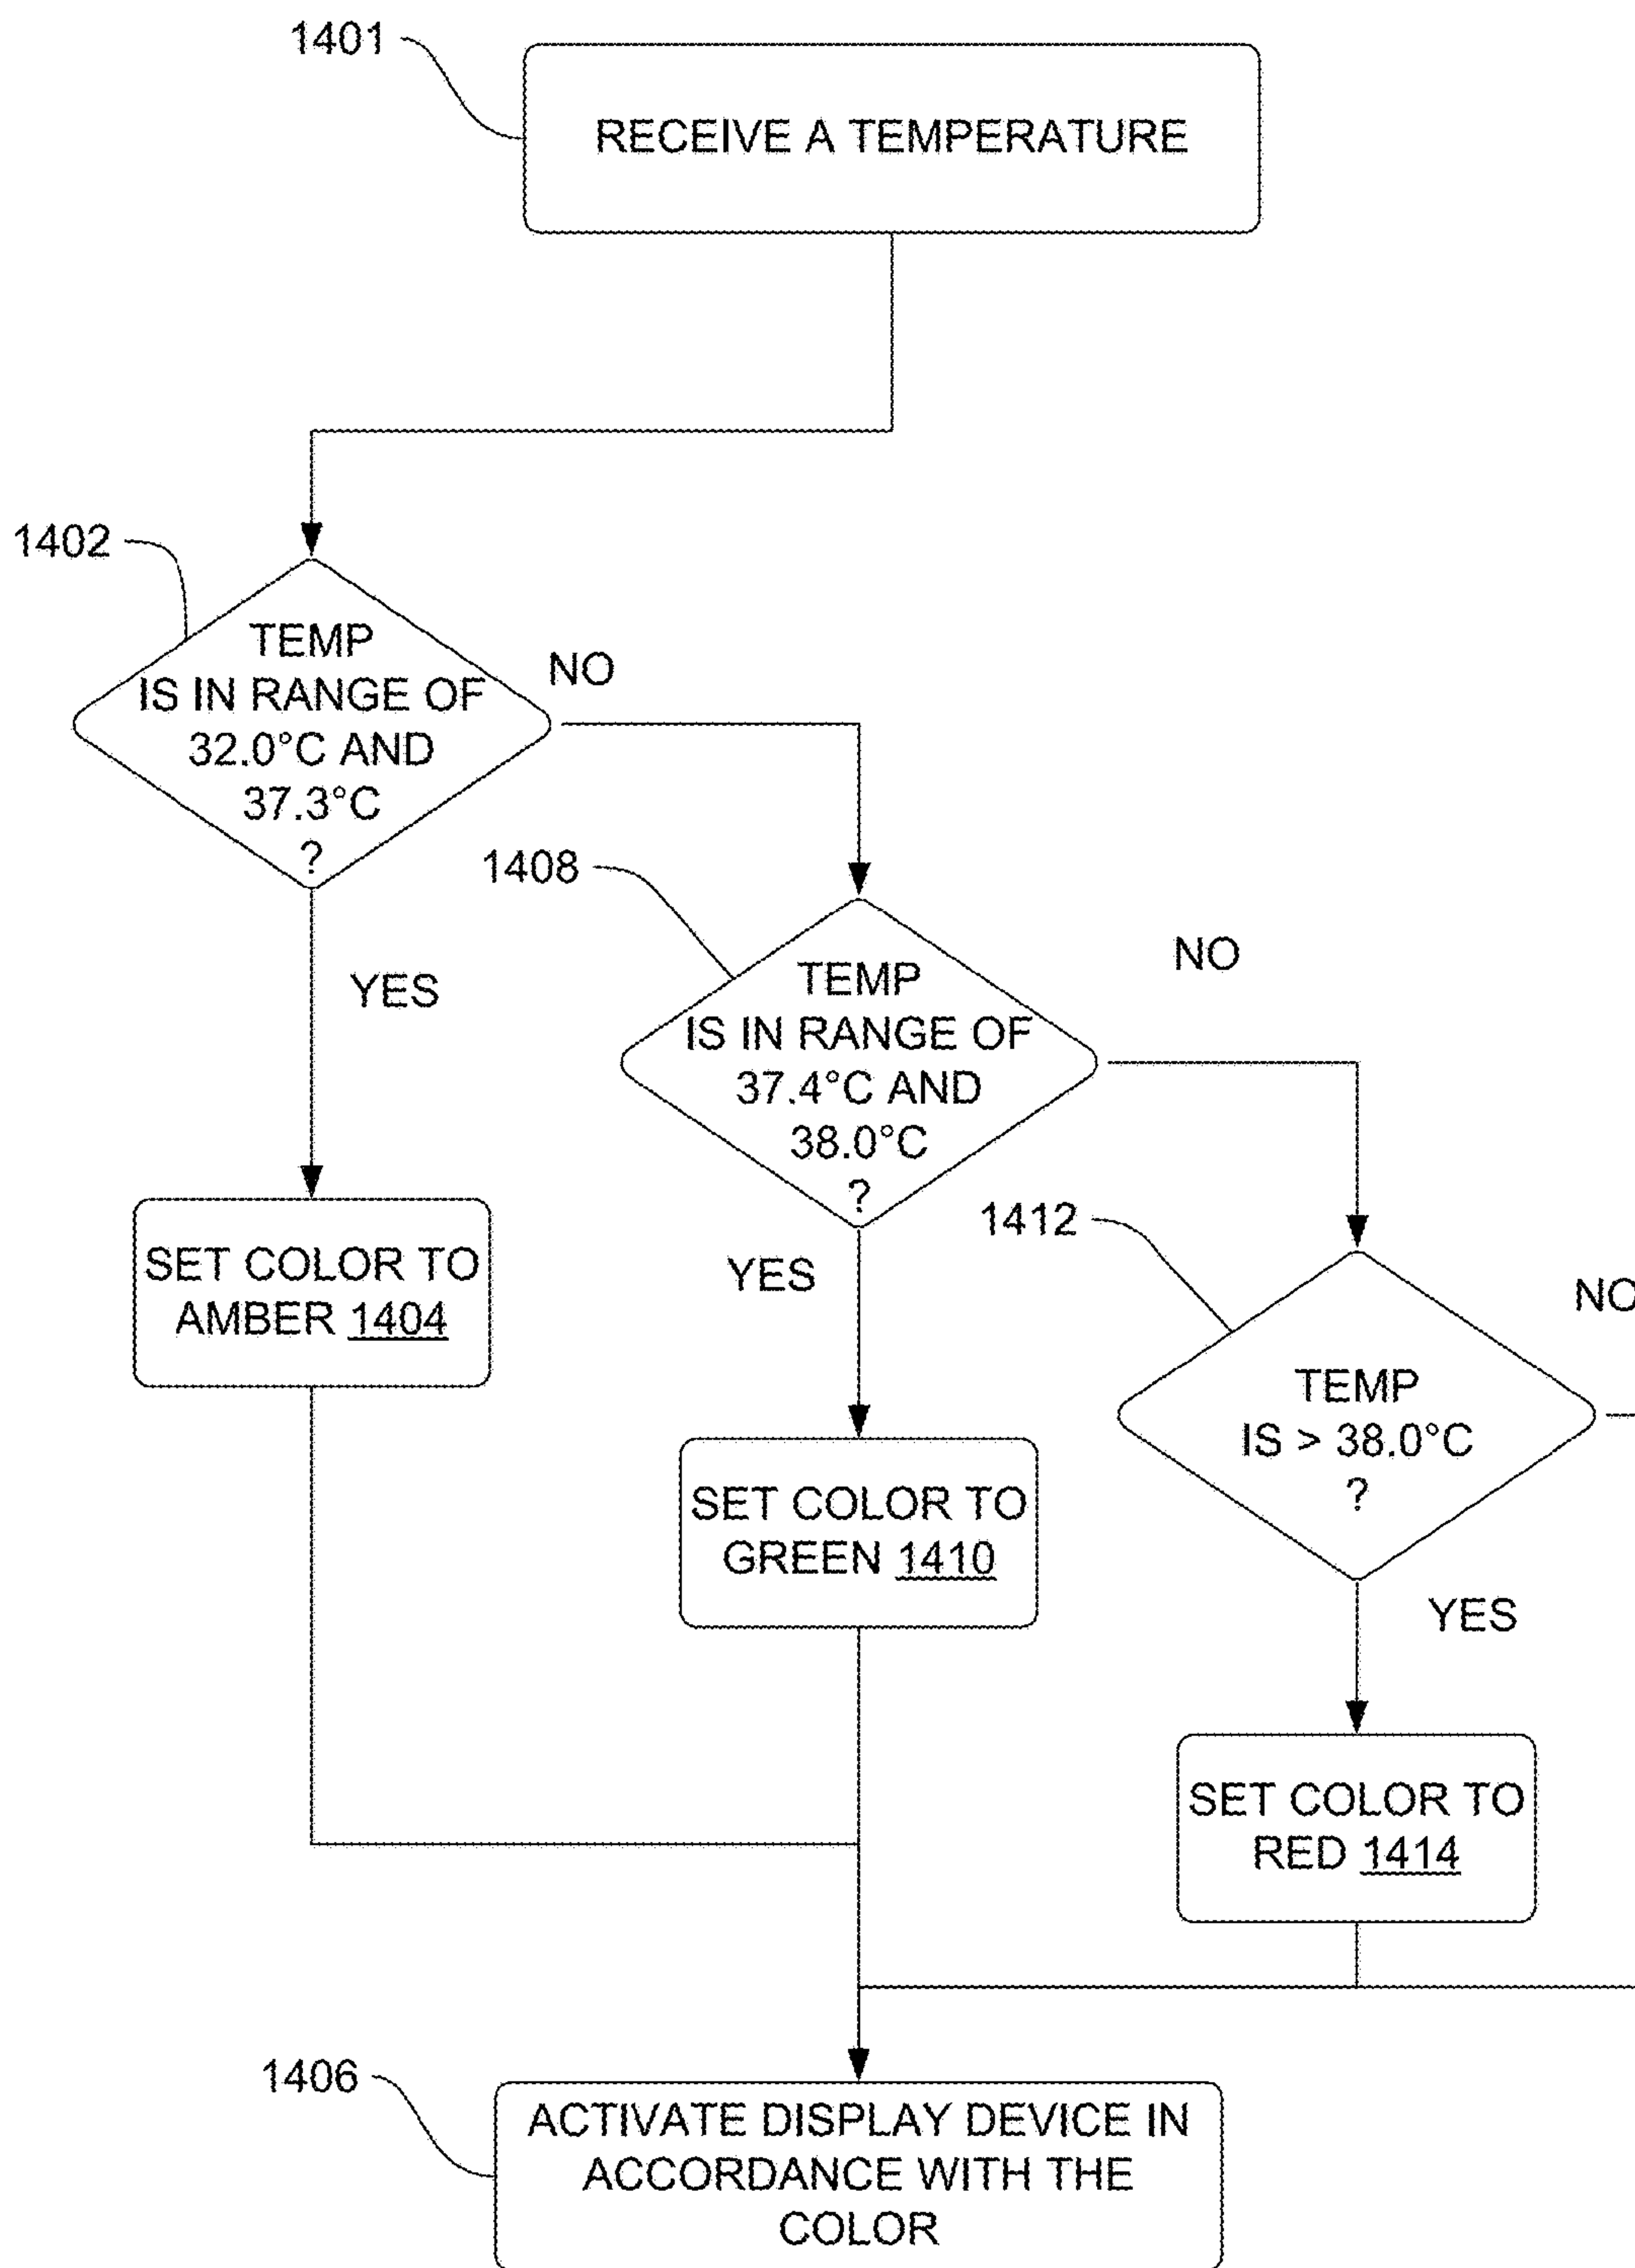 1401
RECEIVE A TEMPERATURE
1402
TEMP
IS IN RANGE OF
32.0°C AND
37.3°C
?
NO
YES
1408
TEMP
IS IN RANGE OF
37.4°C AND
38.0°C
?
NO
YES
1412
TEMP
IS > 38.0°C
?
NO
YES
SET COLOR TO
AMBER 1404
SET COLOR TO
GREEN 1410
SET COLOR TO
RED 1414
1406
ACTIVATE DISPLAY DEVICE IN
ACCORDANCE WITH THE
COLOR